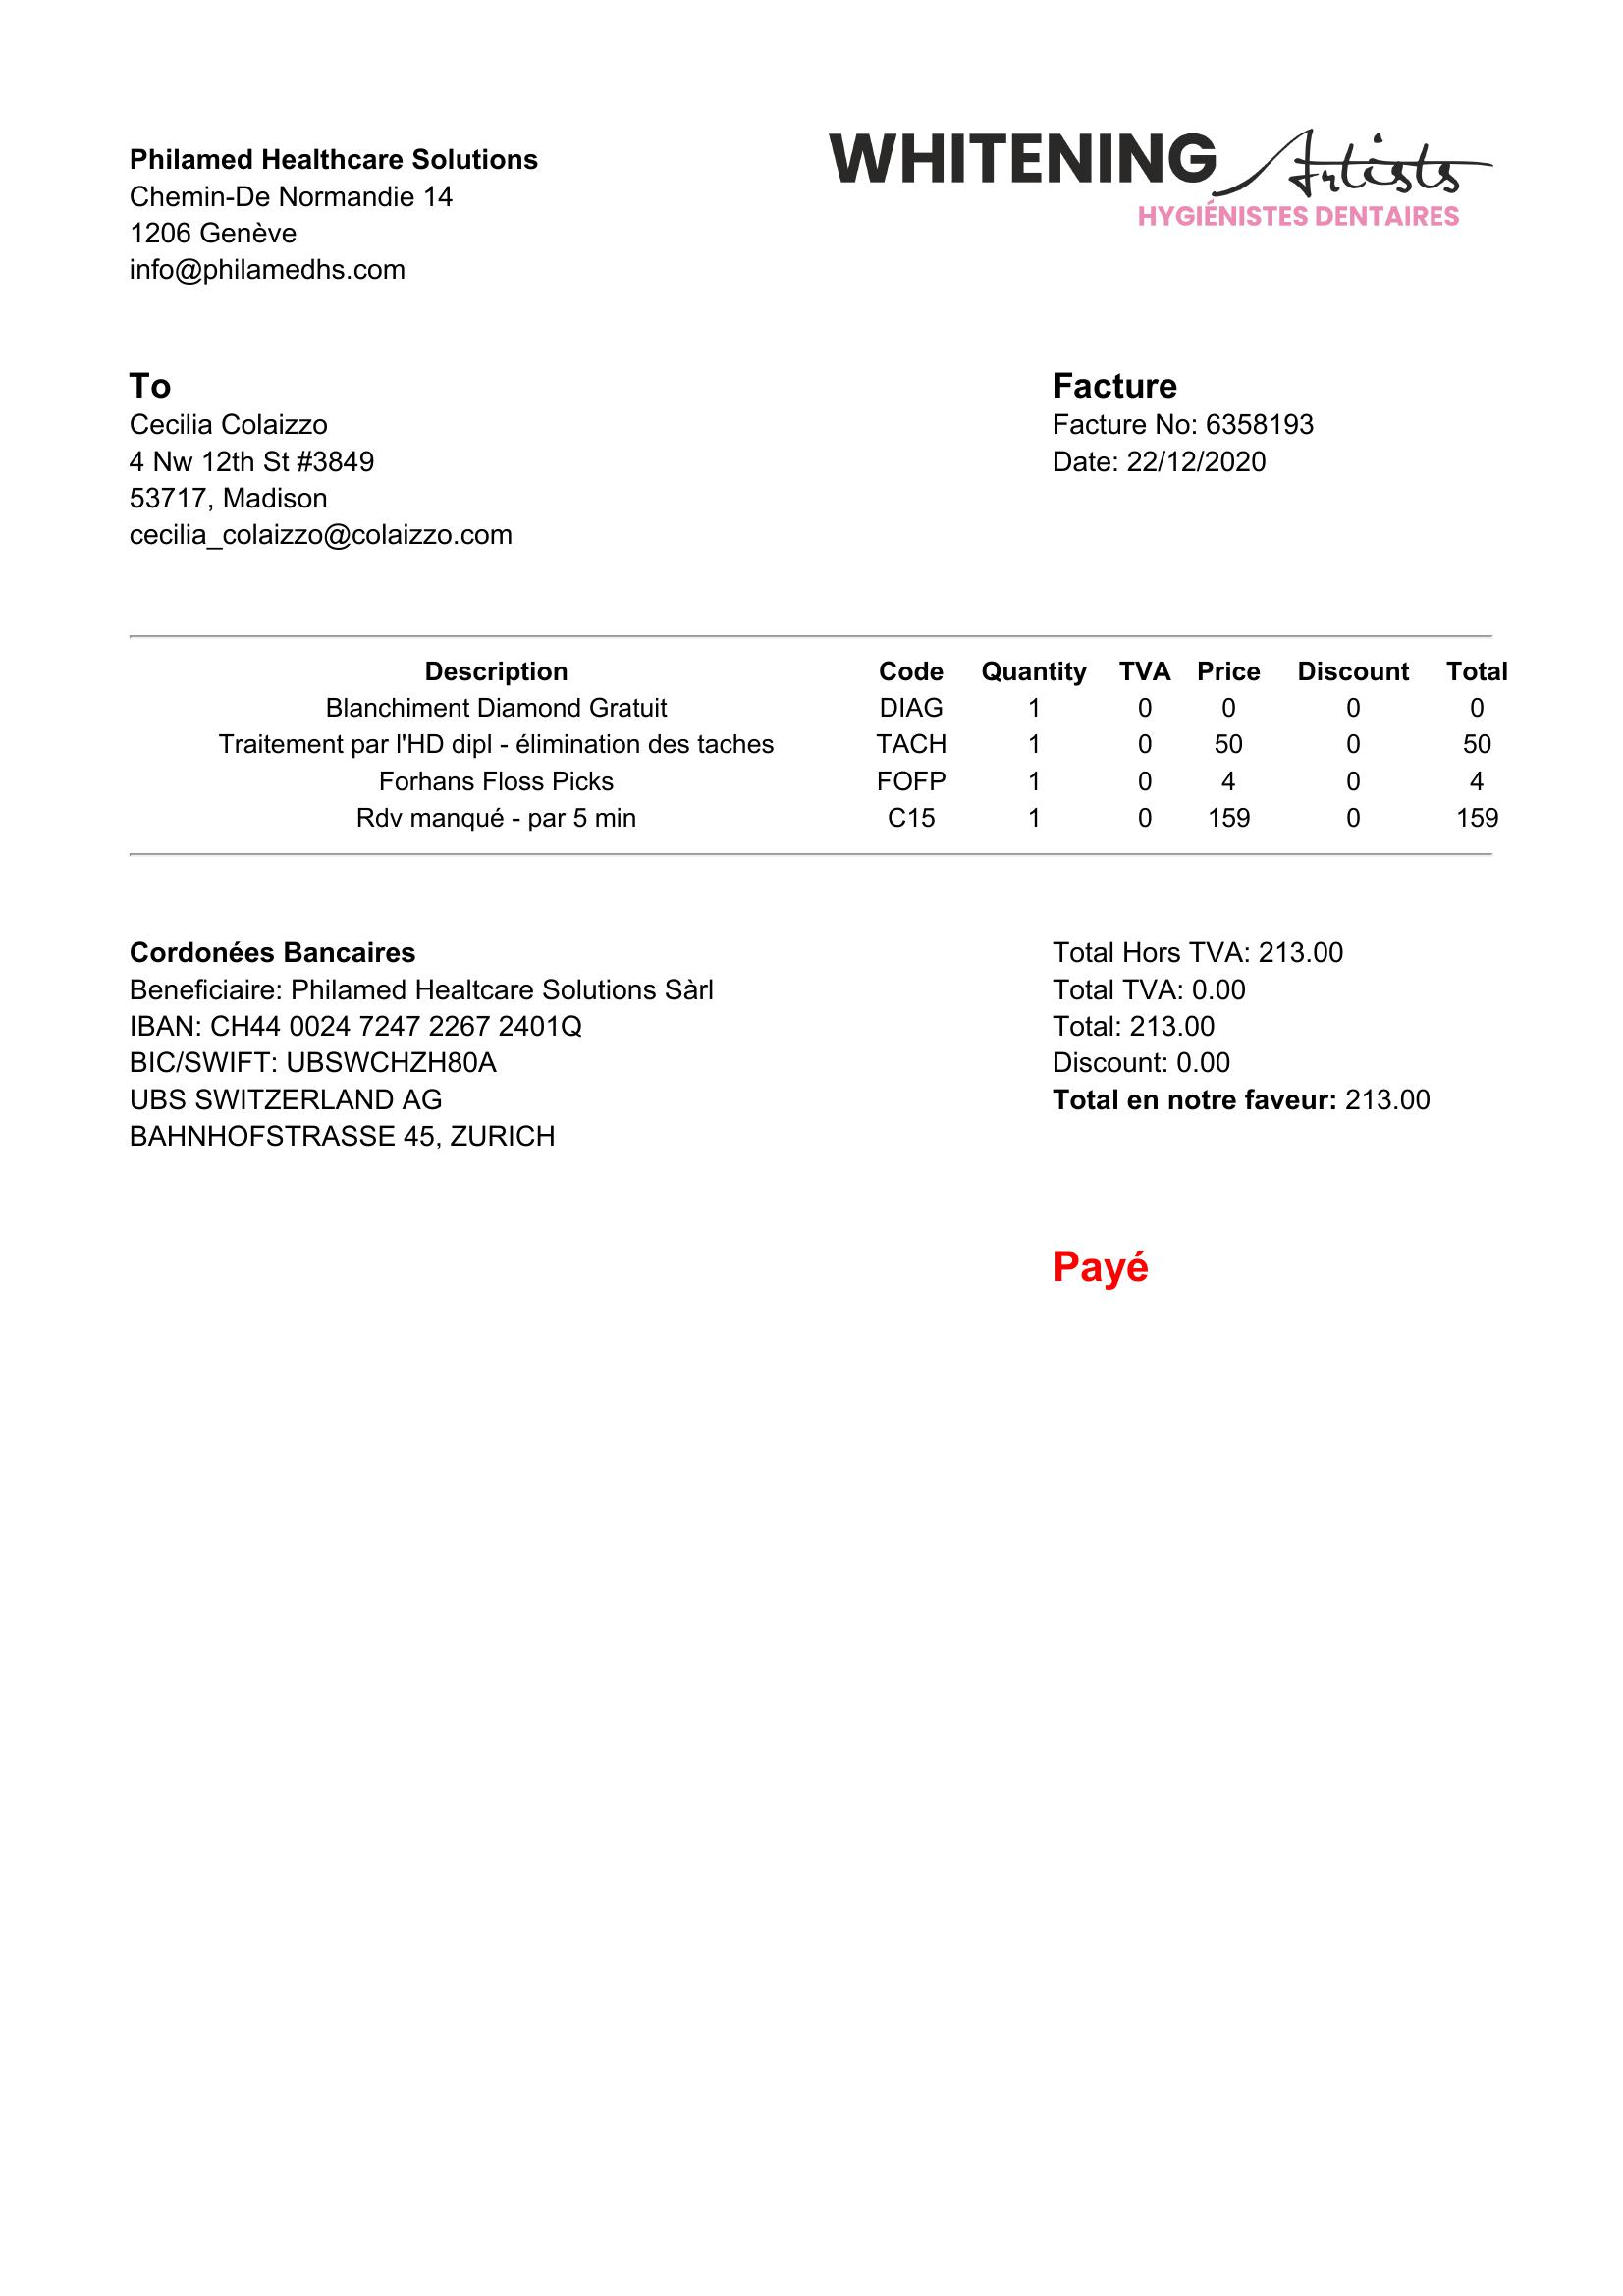 Philamed Healthcare Solutions
Chemin-De Normandie 14
1206 Genève
info@philamedhs.com
WHITENING Artists
HYGIÉNISTES DENTAIRES
To
Cecilia Colaizzo
4 Nw 12th St #3849
53717, Madison
cecilia_colaizzo@colaizzo.com
Facture
Facture No: 6358193
Date: 22/12/2020
Description Code Quantity TVA Price Discount Total
Blanchiment Diamond Gratuit DIAG 1 0 0 0 0
Traitement par l'HD dipl - élimination des taches TACH 1 0 50 0 50
Forhans Floss Picks FOFP 1 0 4 0 4
Rdv manqué - par 5 min C15 1 0 159 0 159
Cordonées Bancaires
Beneficiaire: Philamed Healtcare Solutions Sàrl
IBAN: CH44 0024 7247 2267 2401Q
BIC/SWIFT: UBSWCHZH80A
UBS SWITZERLAND AG
BAHNHOFSTRASSE 45, ZURICH
Total Hors TVA: 213.00
Total TVA: 0.00
Total: 213.00
Discount: 0.00
Total en notre faveur: 213.00
Payé